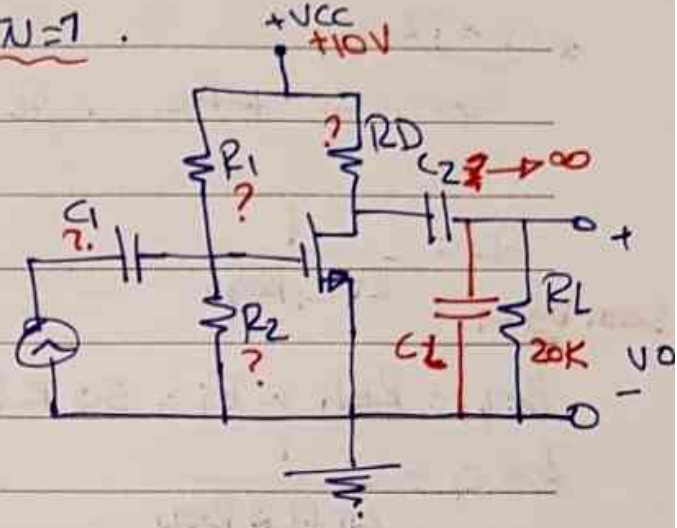 N=1 .
+VCC
+10V
R1
?
?
RD
C2 ? → ∞
C1
?
+
R2
?
CL
RL
20K
VO
-